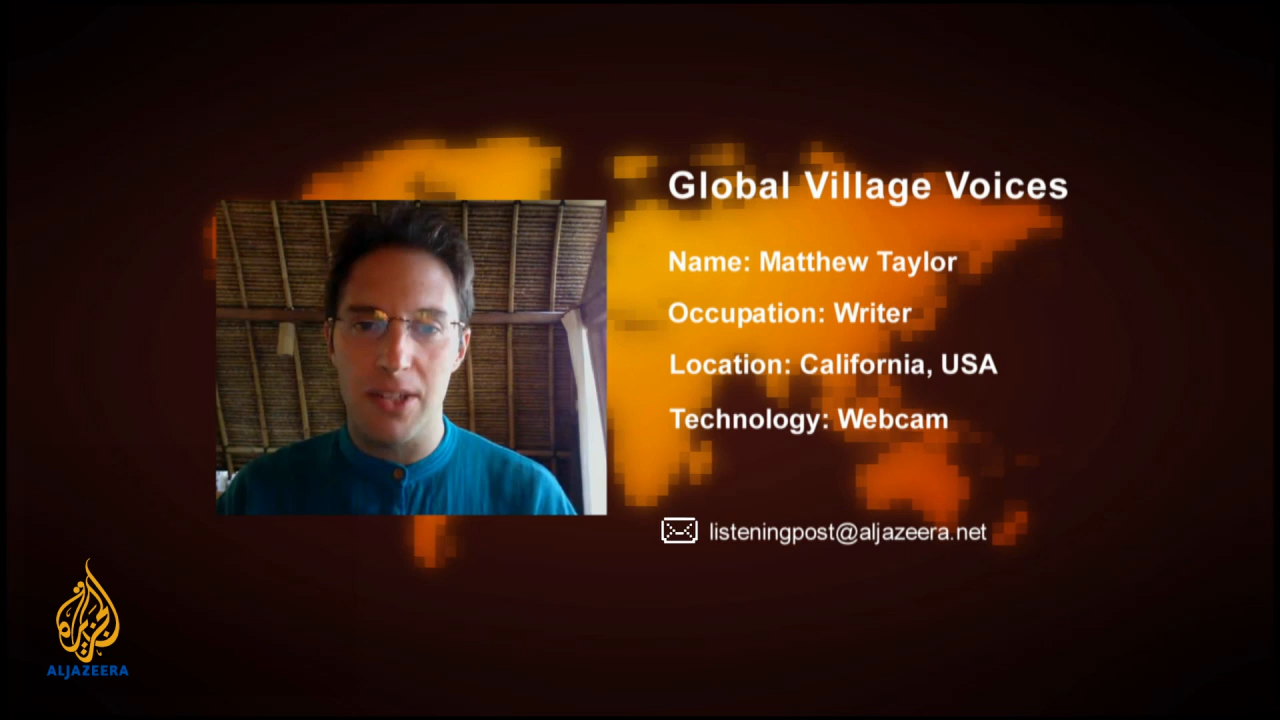 Global Village Voices
Name: Matthew Taylor
Occupation: Writer
Location: California, USA
Technology: Webcam
listeningpost@aljazeera.net
الجزيرة
ALJAZEERA